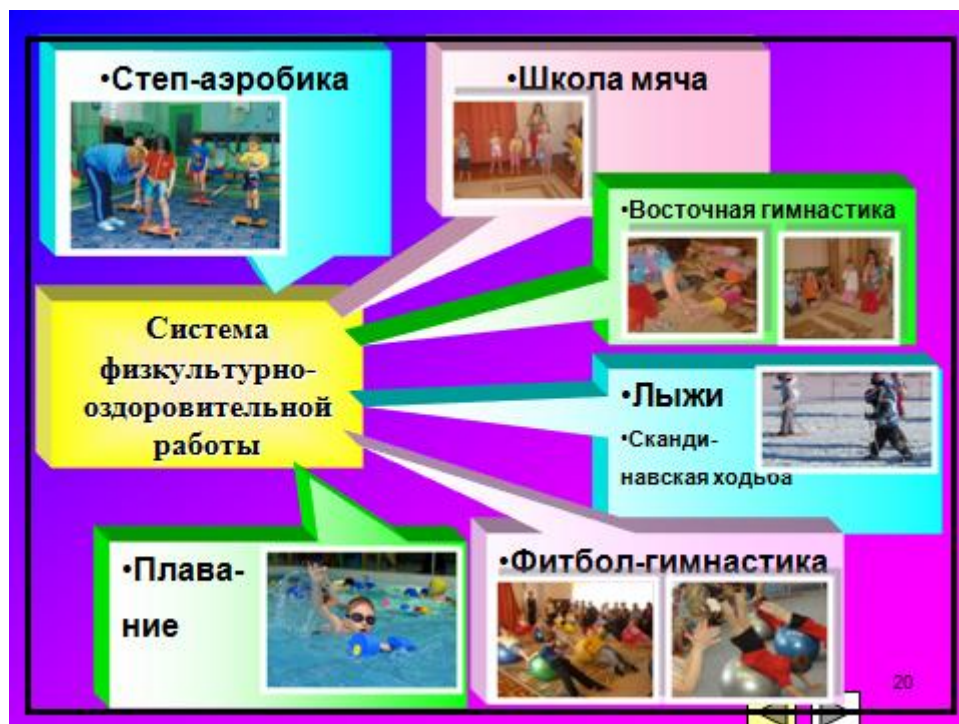 •Степ-аэробика
•Школа мяча
•Восточная гимнастика
Система
физкультурно-
оздоровительной
работы
•Лыжи
•Сканди-
навская ходьба
•Плава-
ние
•Фитбол-гимнастика
20